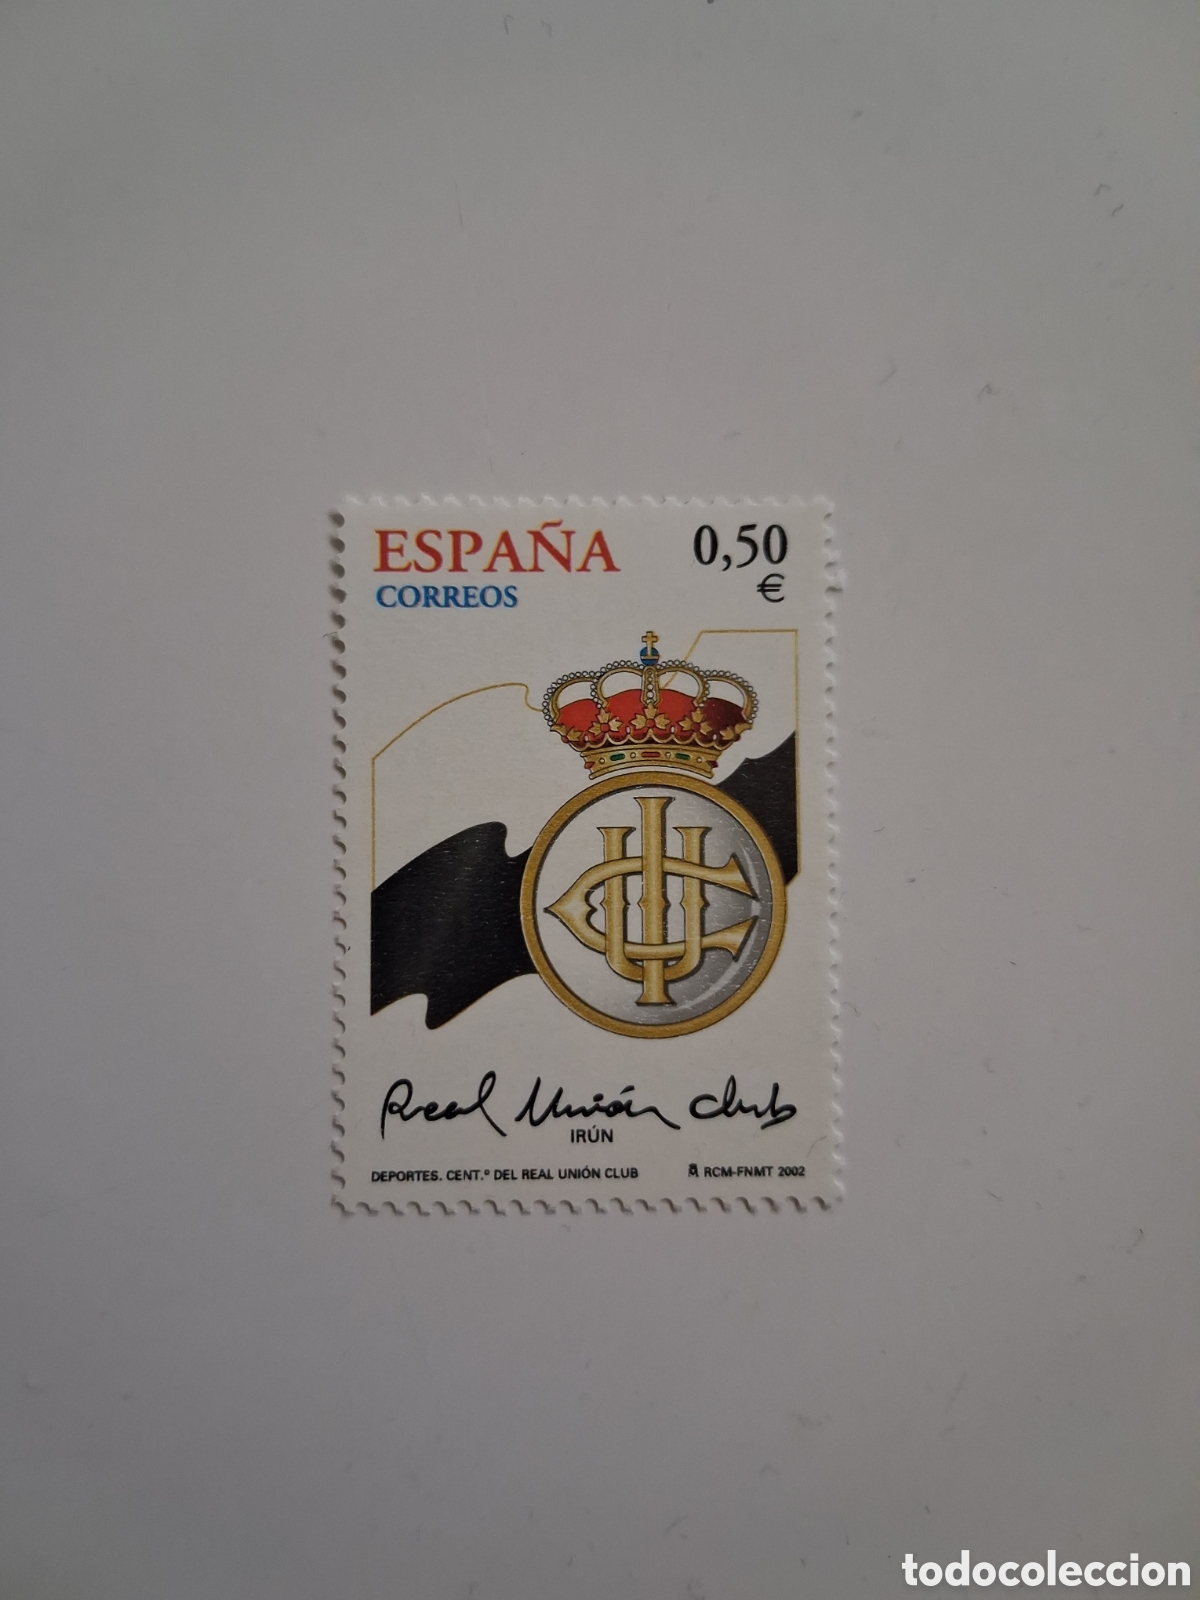 ESPAÑA
0,50
CORREOS
€
Real Unión club
IRÚN
DEPORTES. CENT.º DEL REAL UNIÓN CLUB
RCM-FNMT 2002
todocoleccion